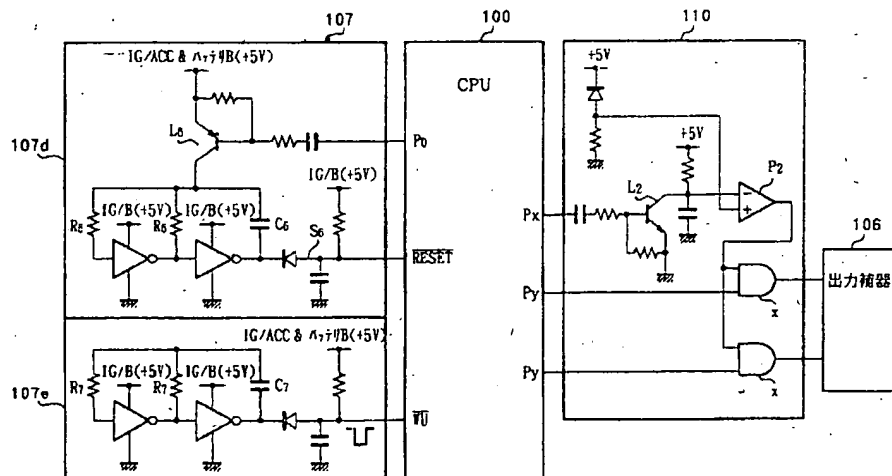 107
100
110
IG/ACC & バッテリB(+5V)
CPU
+5V
107d
L8
P0
+5V
IG/B(+5V)
L2
P2
R6
IG/B(+5V)
R6
IG/B(+5V)
C6
S6
Px
106
RESET
Py
x
出力補器
IG/ACC & バッテリB(+5V)
107e
R7
IG/B(+5V)
R7
IG/B(+5V)
C7
WU
Py
x